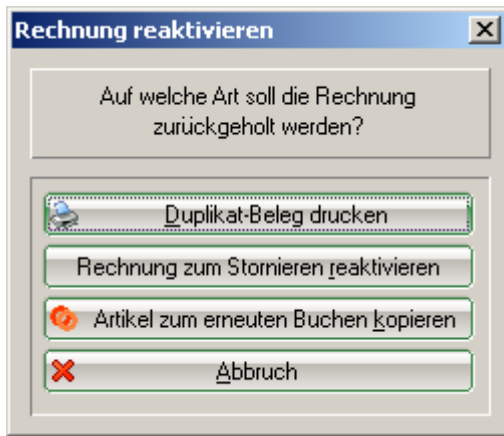 Rechnung reaktivieren
Auf welche Art soll die Rechnung
zurückgeholt werden?
Duplikat-Beleg drucken
Rechnung zum Stornieren reaktivieren
Artikel zum erneuten Buchen kopieren
Abbruch